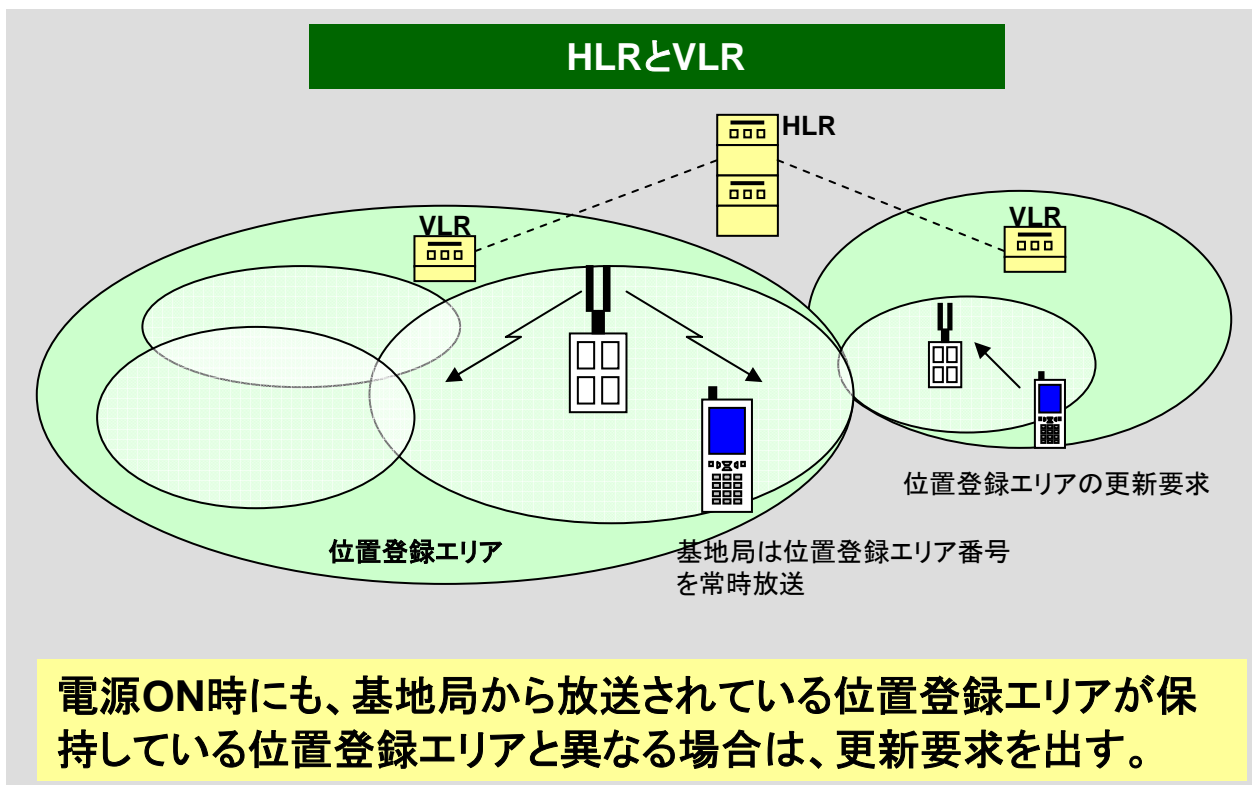 HLRとVLR
HLR
VLR
VLR
位置登録エリアの更新要求
位置登録エリア
基地局は位置登録エリア番号
を常時放送
電源ON時にも、基地局から放送されている位置登録エリアが保
持している位置登録エリアと異なる場合は、更新要求を出す。